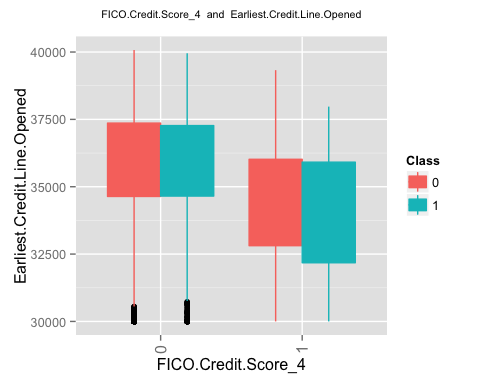 FICO.Credit.Score_4 and Earliest.Credit.Line.Opened
40000
37500
35000
32500
30000
Earliest.Credit.Line.Opened
0
1
FICO.Credit.Score_4
Class
0
1